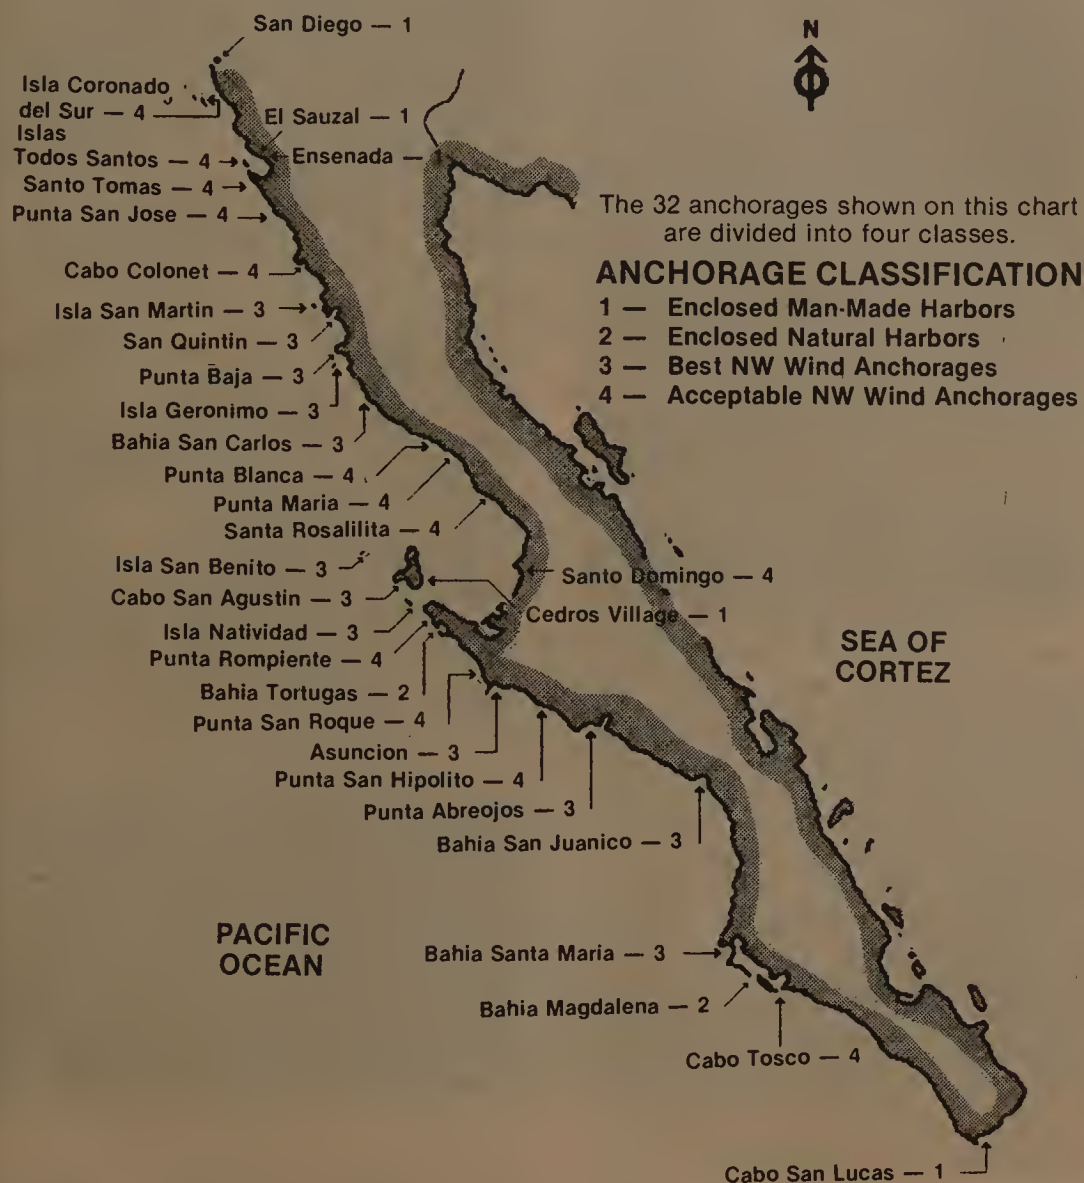 San Diego — 1
N
Isla Coronado
del Sur — 4
El Sauzal — 1
Islas
Todos Santos — 4
Ensenada —
Santo Tomas — 4
Punta San Jose — 4
The 32 anchorages shown on this chart
are divided into four classes.
Cabo Colonet — 4
ANCHORAGE CLASSIFICATION
Isla San Martin — 3
1 — Enclosed Man-Made Harbors
San Quintin — 3
2 — Enclosed Natural Harbors
Punta Baja — 3
3 — Best NW Wind Anchorages
Isla Geronimo — 3
4 — Acceptable NW Wind Anchorages
Bahia San Carlos — 3
Punta Blanca — 4
Punta Maria — 4
Santa Rosalilita — 4
Isla San Benito — 3
Santo Domingo — 4
Cabo San Agustin — 3
Cedros Village — 1
Isla Natividad — 3
SEA OF
CORTEZ
Punta Rompiente — 4
Bahia Tortugas — 2
Punta San Roque — 4
Asuncion — 3
Punta San Hipolito — 4
Punta Abreojos — 3
Bahia San Juanico — 3
PACIFIC
OCEAN
Bahia Santa Maria — 3
Bahia Magdalena — 2
Cabo Tosco — 4
Cabo San Lucas — 1